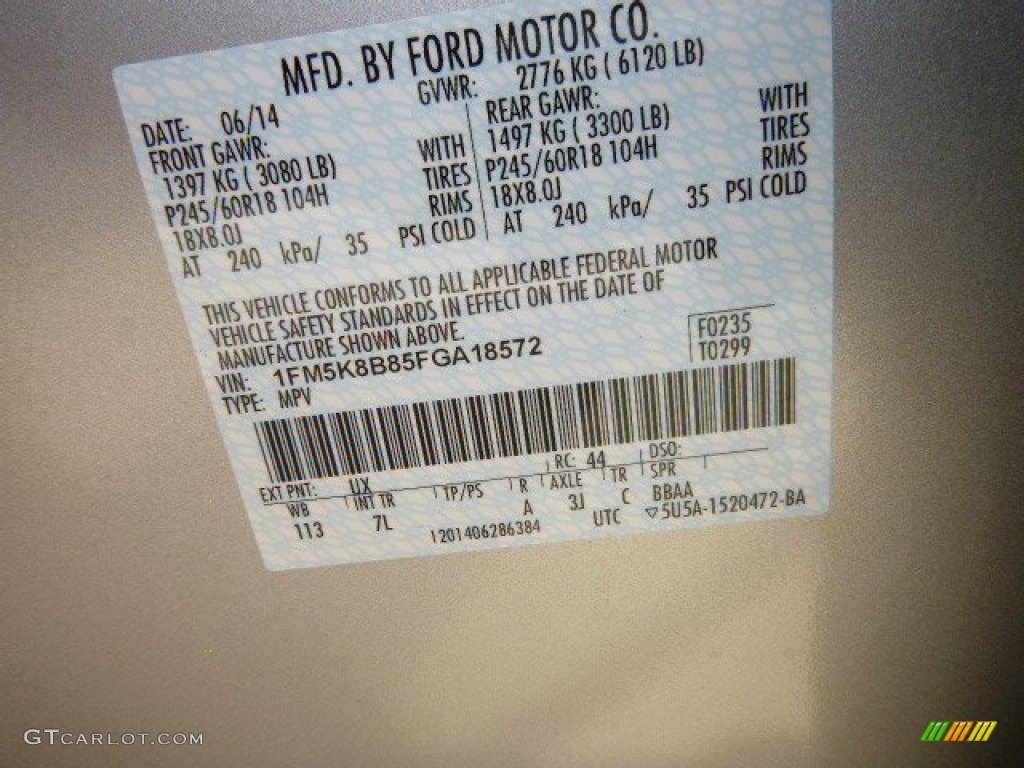 MFD. BY FORD MOTOR CO.
DATE: 06/14 GVWR: 2776 KG ( 6120 LB)
FRONT GAWR: REAR GAWR:
1397 KG ( 3080 LB) WITH 1497 KG ( 3300 LB) WITH
P245/60R18 104H TIRES P245/60R18 104H TIRES
18X8.0J RIMS 18X8.0J RIMS
AT 240 kPa/ 35 PSI COLD AT 240 kPa/ 35 PSI COLD
THIS VEHICLE CONFORMS TO ALL APPLICABLE FEDERAL MOTOR
VEHICLE SAFETY STANDARDS IN EFFECT ON THE DATE OF
MANUFACTURE SHOWN ABOVE.
VIN: 1FM5K8B85FGA18572 F0235
TYPE: MPV T0299
EXT PNT: UX RC: 44 DSO:
WB INT TR TP/PS R AXLE TR SPR
113 7L A 3J C BBAA
1201406286384 UTC ▽5U5A-1520472-BA
GTCARLOT.COM